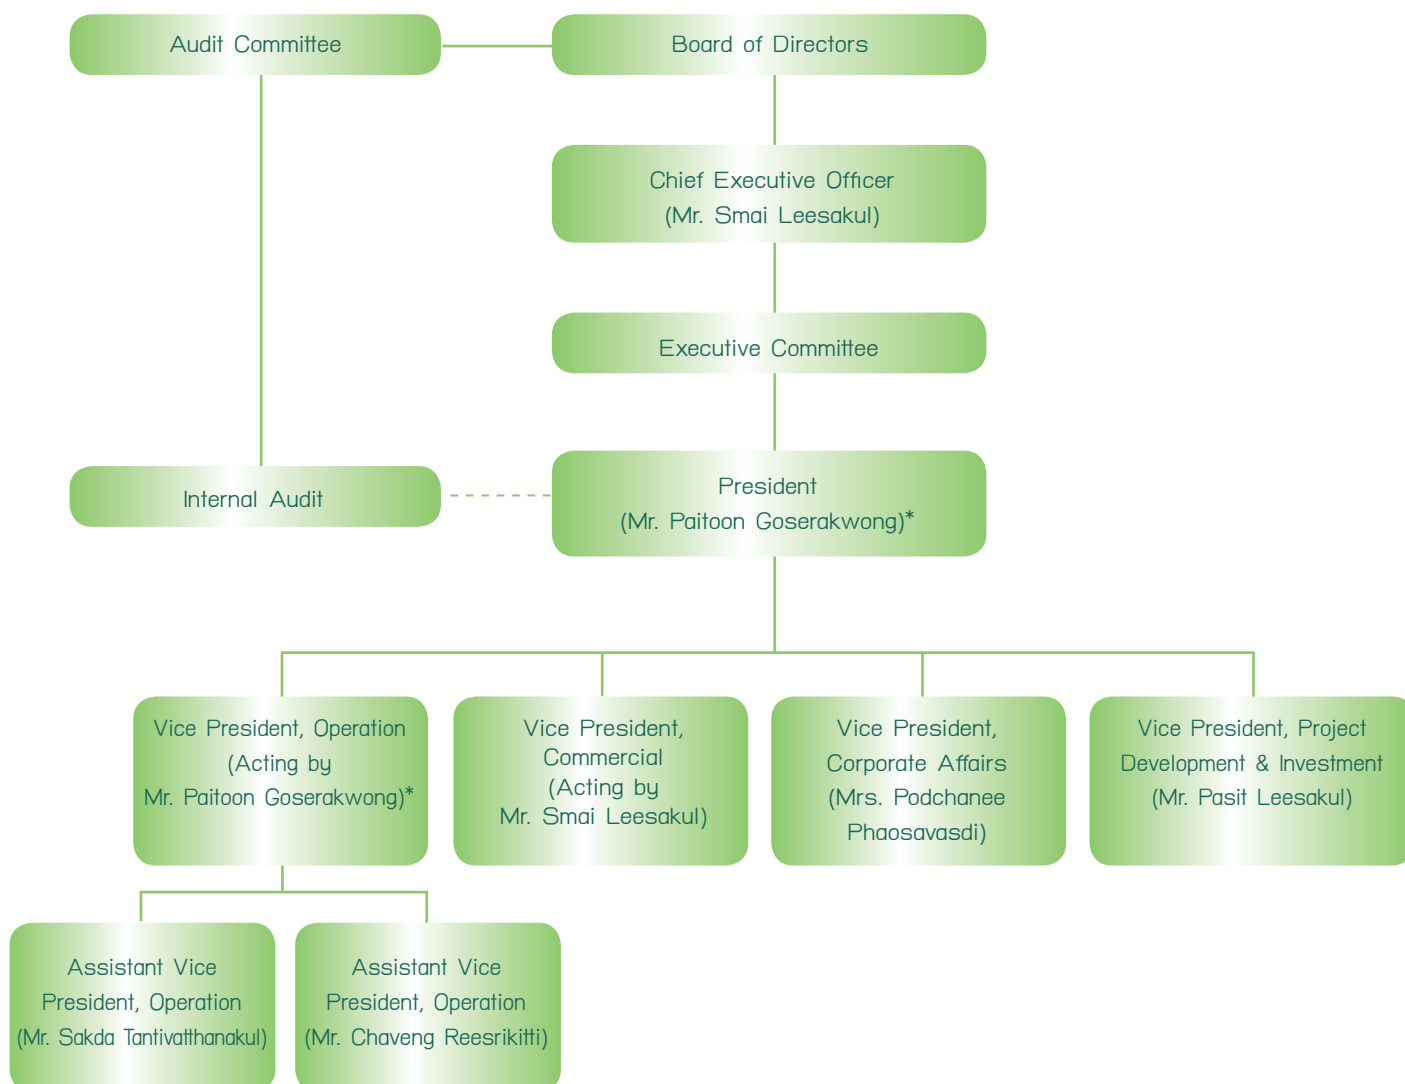 Audit Committee
Board of Directors
Chief Executive Officer
(Mr. Smai Leesakul)
Executive Committee
Internal Audit
President
(Mr. Paitoon Goserakwong)*
Vice President, Operation
(Acting by
Mr. Paitoon Goserakwong)*
Vice President,
Commercial
(Acting by
Mr. Smai Leesakul)
Vice President,
Corporate Affairs
(Mrs. Podchanee
Phaosavasdi)
Vice President, Project
Development & Investment
(Mr. Pasit Leesakul)
Assistant Vice
President, Operation
(Mr. Sakda Tantivatthanakul)
Assistant Vice
President, Operation
(Mr. Chaveng Reesrikitti)